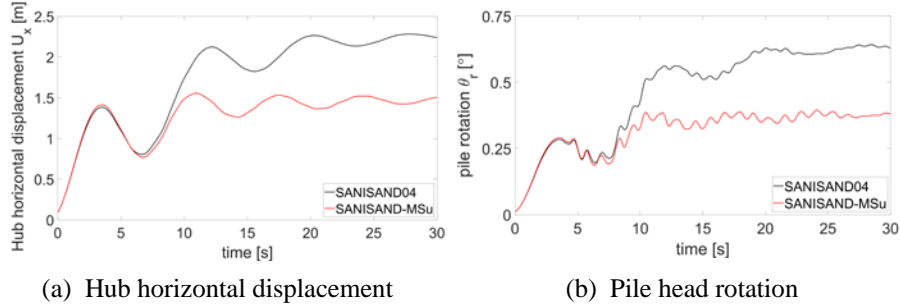 Hub horizontal displacement U_x [m]
2.5
2
1.5
1
0.5
0
0
5
10
15
20
25
30
time [s]
SANISAND04
SANISAND-MSu
(a) Hub horizontal displacement
pile rotation θ_r [°]
0.75
0.5
0.25
0
0
5
10
15
20
25
30
time [s]
SANISAND04
SANISAND-MSu
(b) Pile head rotation